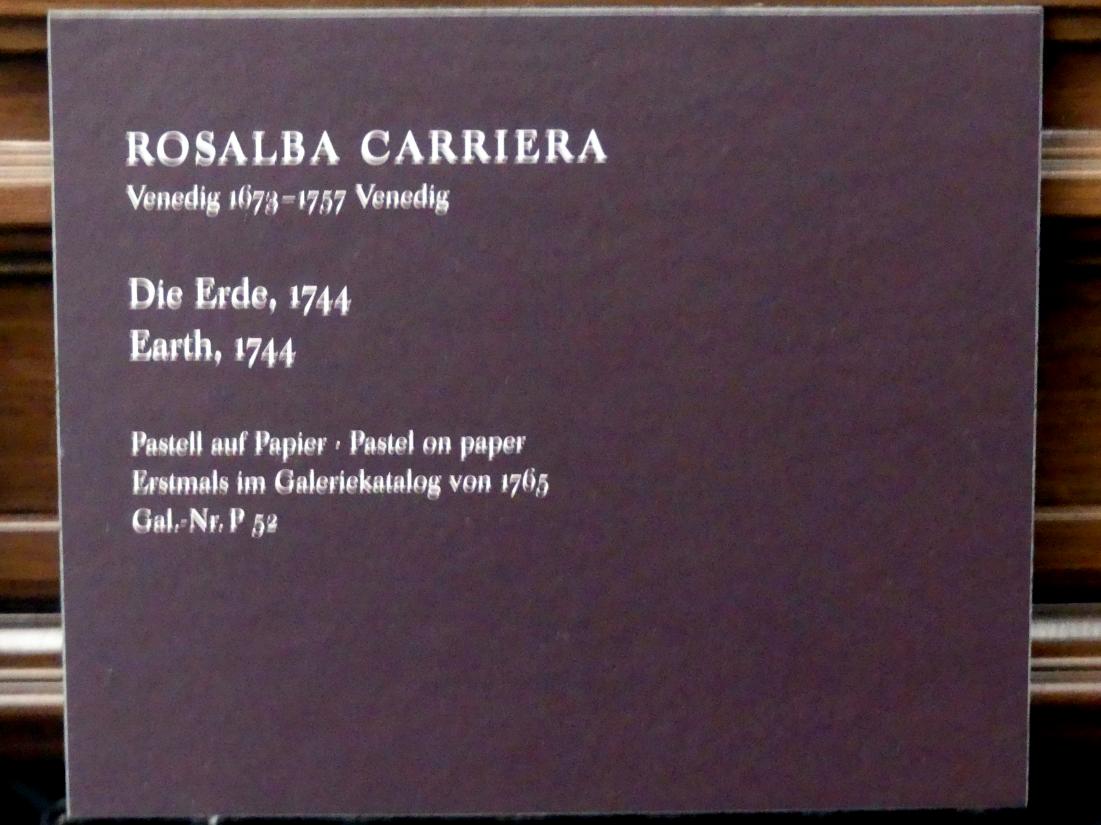 ROSALBA CARRIERA
Venedig 1673–1757 Venedig
Die Erde, 1744
Earth, 1744
Pastell auf Papier · Pastel on paper
Erstmals im Galeriekatalog von 1765
Gal.-Nr. P 52